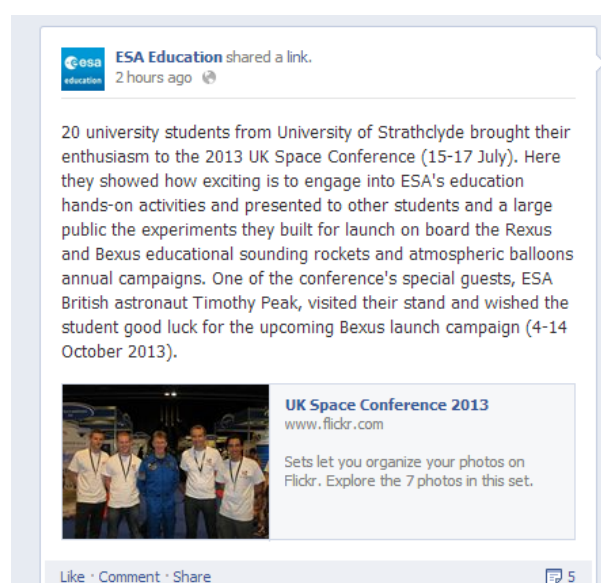 esa
education
ESA Education shared a link.
2 hours ago
20 university students from University of Strathclyde brought their
enthusiasm to the 2013 UK Space Conference (15-17 July). Here
they showed how exciting is to engage into ESA's education
hands-on activities and presented to other students and a large
public the experiments they built for launch on board the Rexus
and Bexus educational sounding rockets and atmospheric balloons
annual campaigns. One of the conference's special guests, ESA
British astronaut Timothy Peak, visited their stand and wished the
student good luck for the upcoming Bexus launch campaign (4-14
October 2013).
UK Space Conference 2013
www.flickr.com
Sets let you organize your photos on
Flickr. Explore the 7 photos in this set.
Like · Comment · Share
5